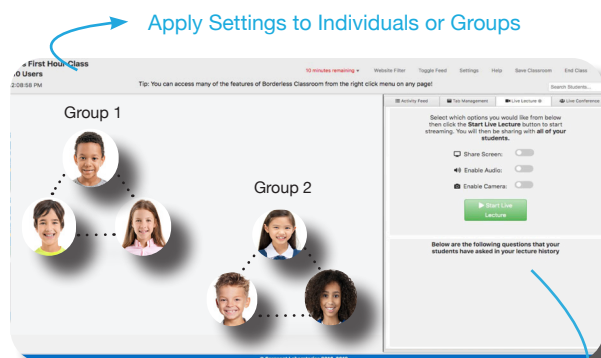 Apply Settings to Individuals or Groups
First Hour Class
0 Users
2:08:58 PM
10 minutes remaining
Website Filter
Toggle Feed
Settings
Help
Save Classroom
End Class
Tip: You can access many of the features of Borderless Classroom from the right click menu on any page!
Search Students...
Activity Feed
Tab Management
Live Lecture
Live Conference
Group 1
Group 2
Select which options you would like from below
then click the Start Live Lecture button to start
streaming. You will then be sharing with all of your
students.
Share Screen:
Enable Audio:
Enable Camera:
Start Live
Lecture
Below are the following questions that your
students have asked in your lecture history